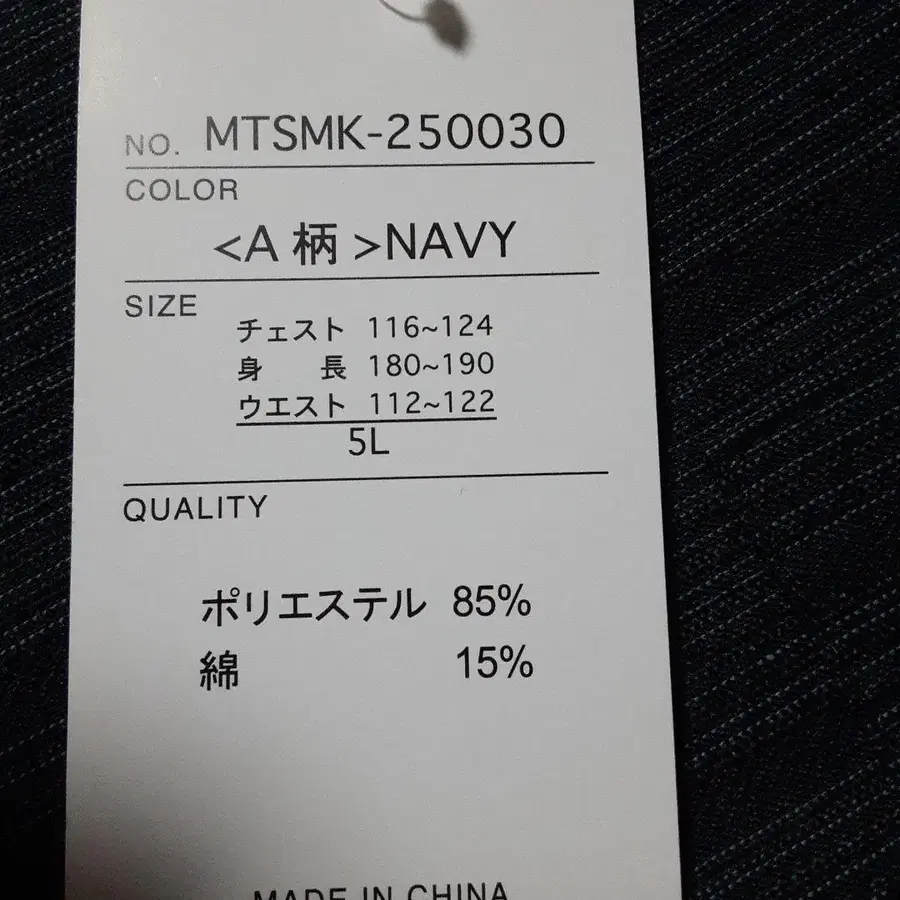 NO. MTSMK-250030
COLOR
<A 柄 >NAVY
SIZE
チェスト 116~124
身 長 180~190
ウエスト 112~122
5L
QUALITY
ポリエステル 85%
綿 15%
MADE IN CHINA